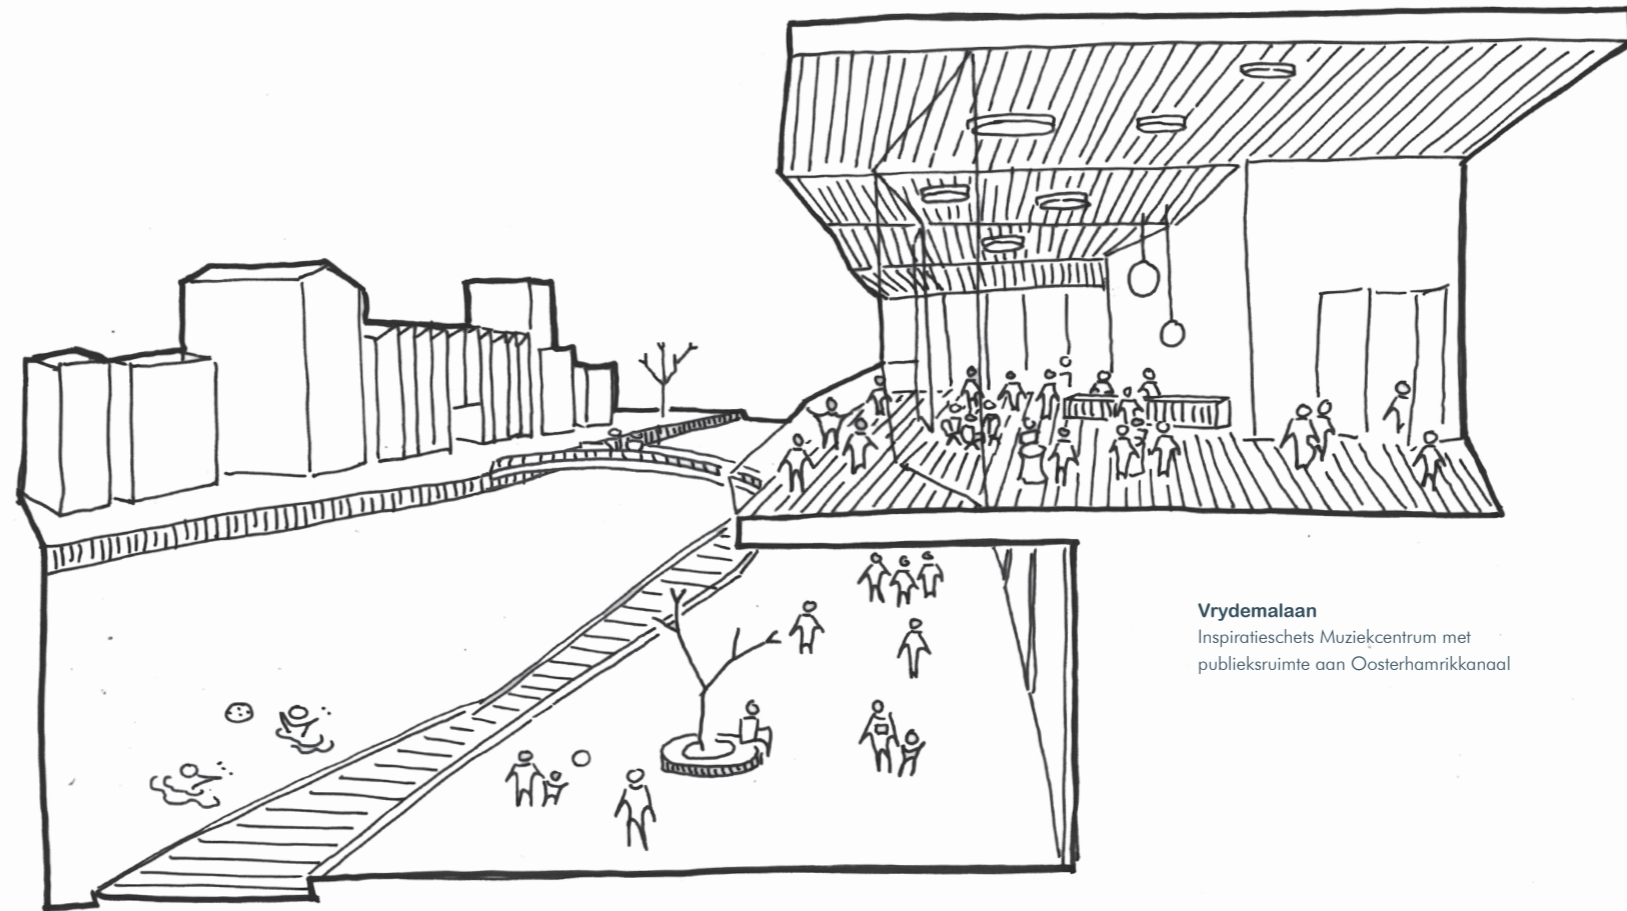 Vrydemalaan
Inspiratieschets Muziekcentrum met
publieksruimte aan Oosterhamrikkanaal